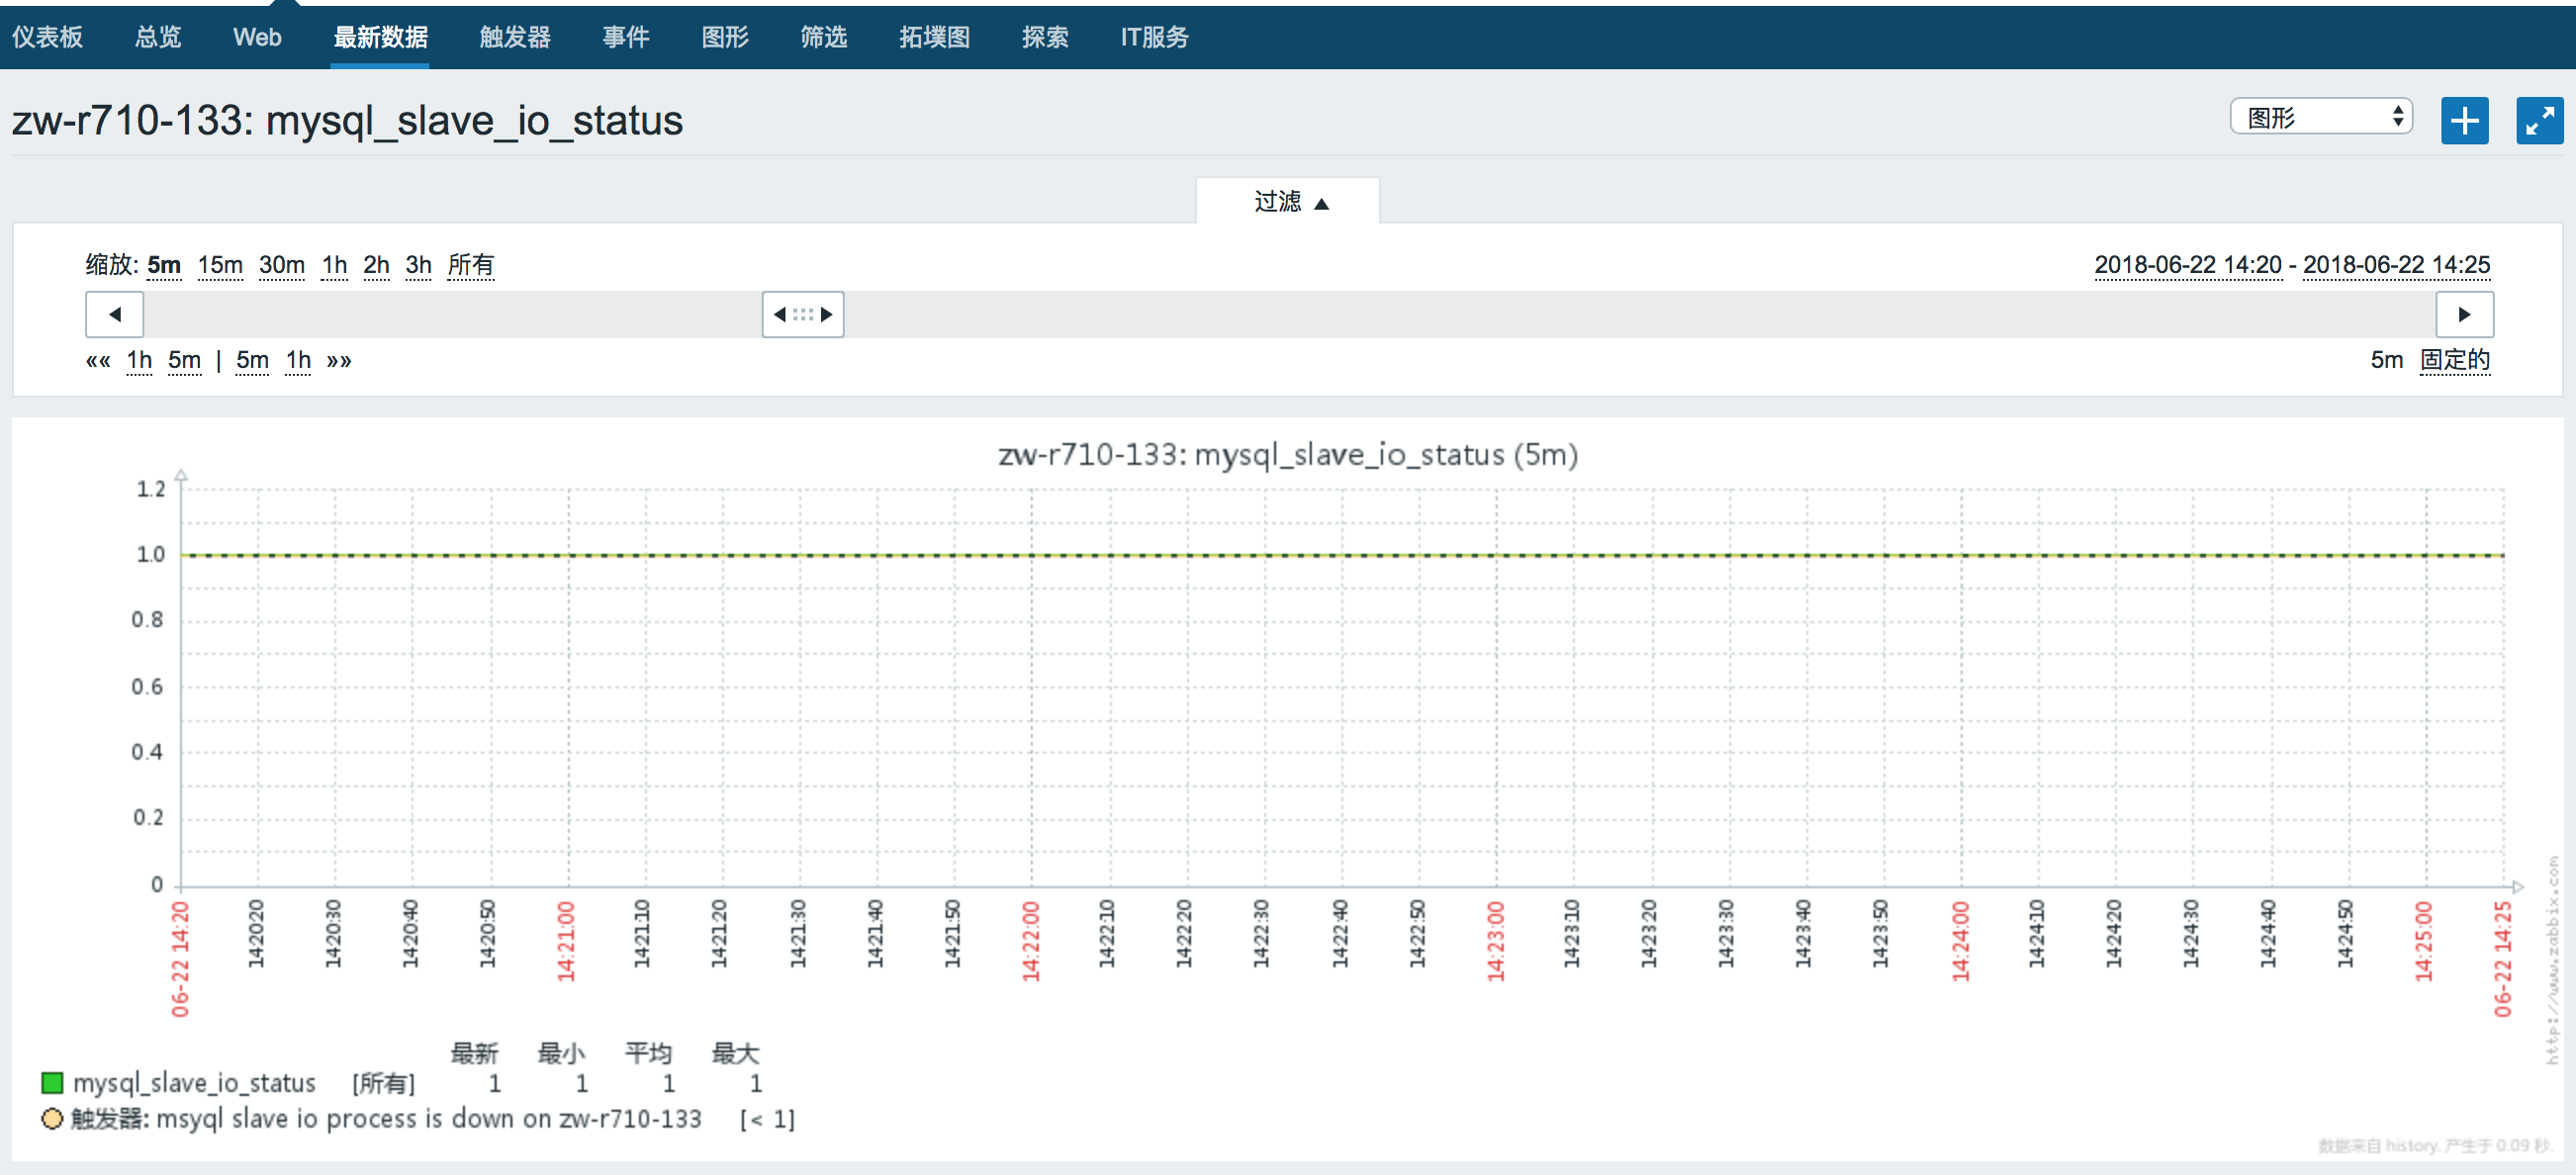 仪表板 总览 Web 最新数据 触发器 事件 图形 筛选 拓墣图 探索 IT服务
zw-r710-133: mysql_slave_io_status 图形
过滤
缩放: 5m 15m 30m 1h 2h 3h 所有 2018-06-22 14:20 - 2018-06-22 14:25
«« 1h 5m | 5m 1h »» 5m 固定的
zw-r710-133: mysql_slave_io_status (5m)
1.2
1.0
0.8
0.6
0.4
0.2
0
06-22 14:20 14:20:20 14:20:30 14:20:40 14:20:50 14:21:00 14:21:10 14:21:20 14:21:30 14:21:40 14:21:50 14:22:00 14:22:10 14:22:20 14:22:30 14:22:40 14:22:50 14:23:00 14:23:10 14:23:20 14:23:30 14:23:40 14:23:50 14:24:00 14:24:10 14:24:20 14:24:30 14:24:40 14:24:50 14:25:00 06-22 14:25
http://www.zabbix.com
最新 最小 平均 最大
mysql_slave_io_status [所有] 1 1 1 1
触发器: msyql slave io process is down on zw-r710-133 [< 1]
数据来自 history. 产生于 0.09 秒.